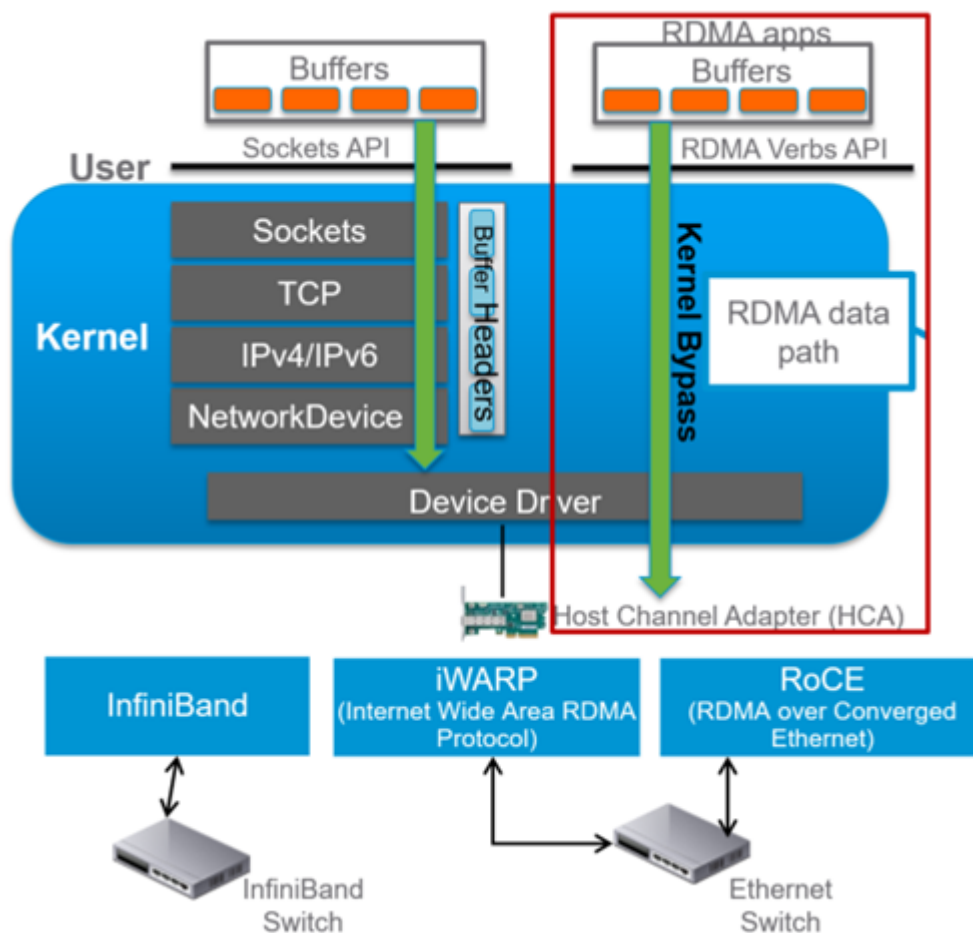 RDMA apps
Buffers
Buffers
Sockets API
RDMA Verbs API
User
Sockets
TCP
IPv4/IPv6
NetworkDevice
Buffer Headers
Kernel
Kernel Bypass
RDMA data
path
Device Driver
Host Channel Adapter (HCA)
InfiniBand
iWARP
(Internet Wide Area RDMA
Protocol)
RoCE
(RDMA over Converged
Ethernet)
InfiniBand
Switch
Ethernet
Switch